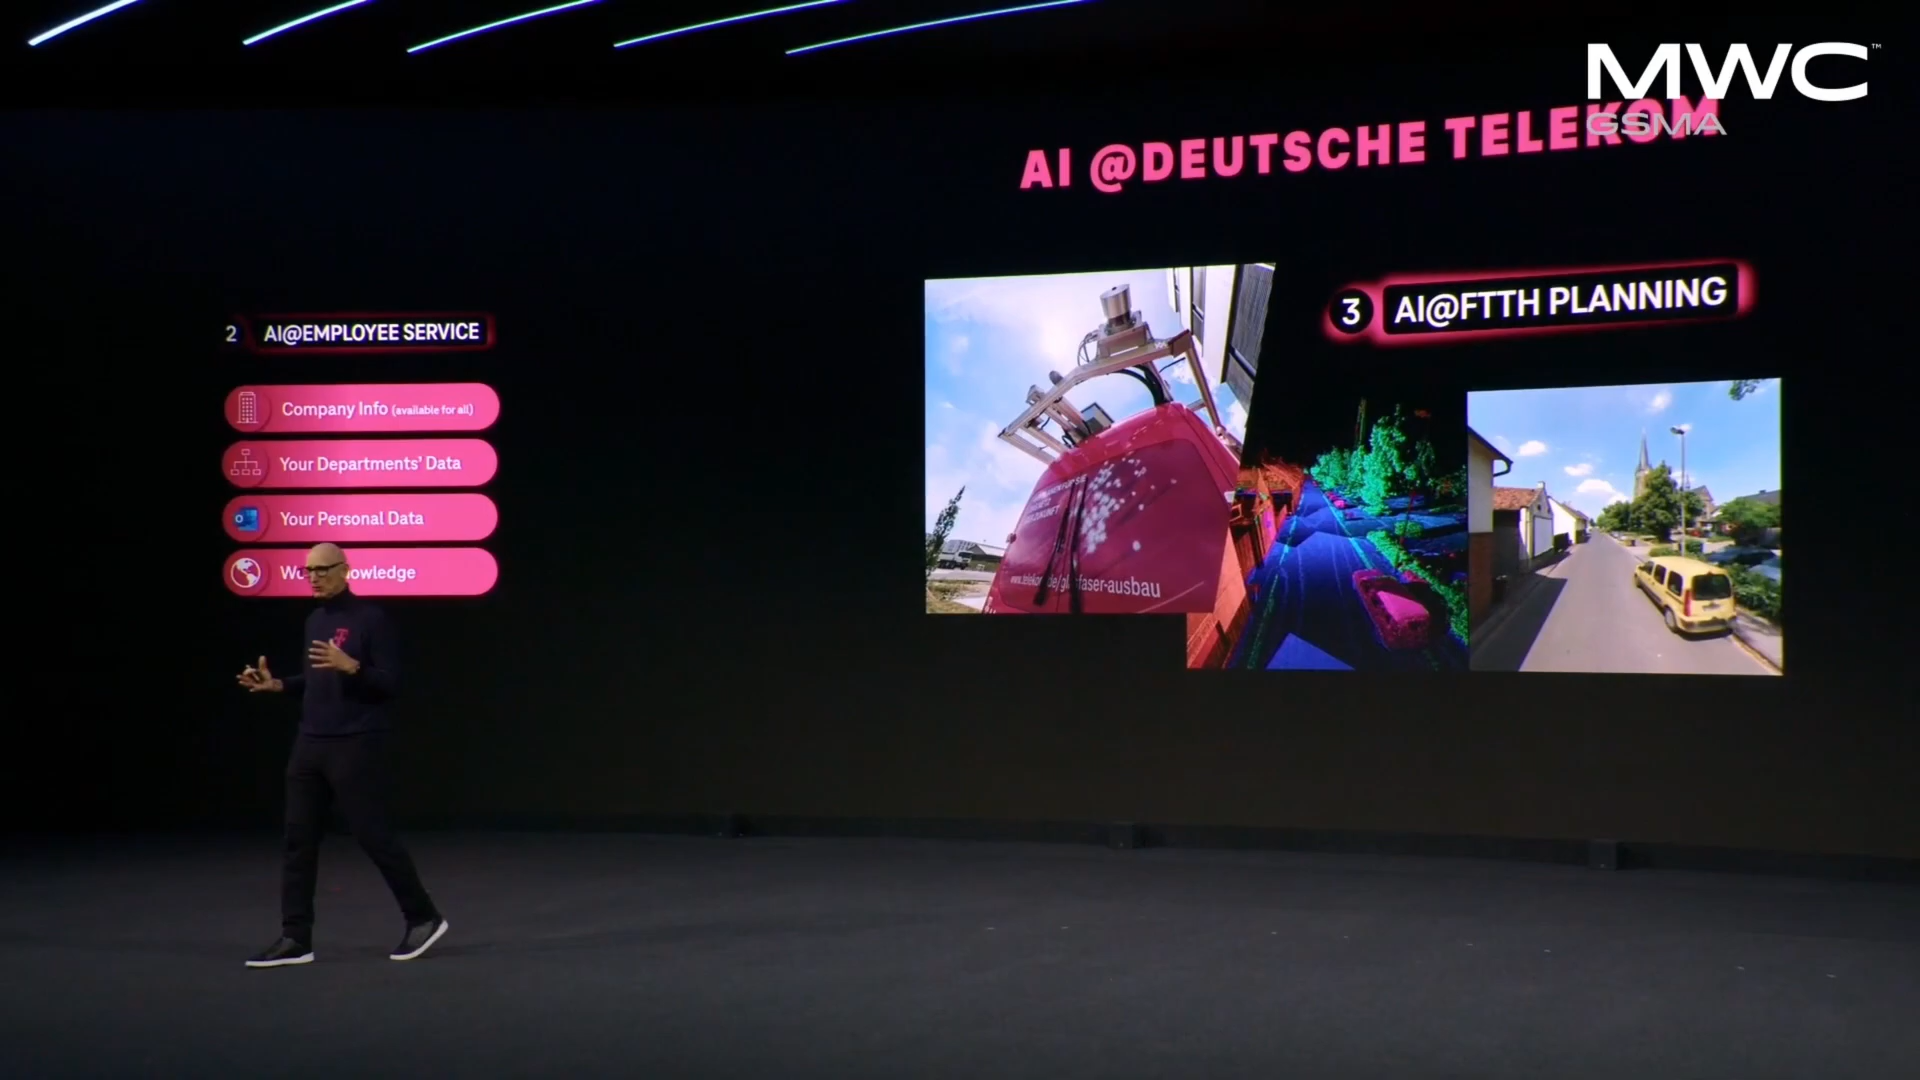 MWC™
GSMA
AI @DEUTSCHE TELEKOM
2 AI@EMPLOYEE SERVICE
Company Info (available for all)
Your Departments' Data
Your Personal Data
3 AI@FTTH PLANNING